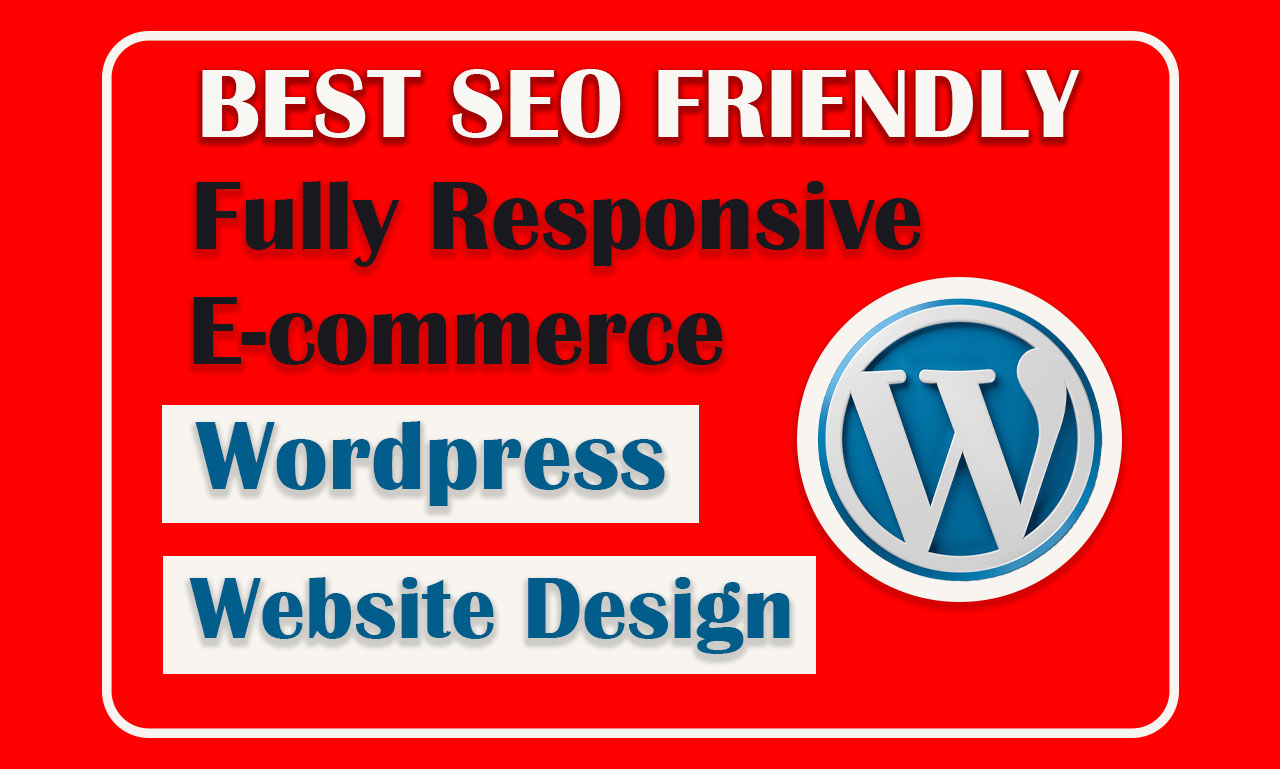 BEST SEO FRIENDLY
Fully Responsive
E-commerce
Wordpress
Website Design